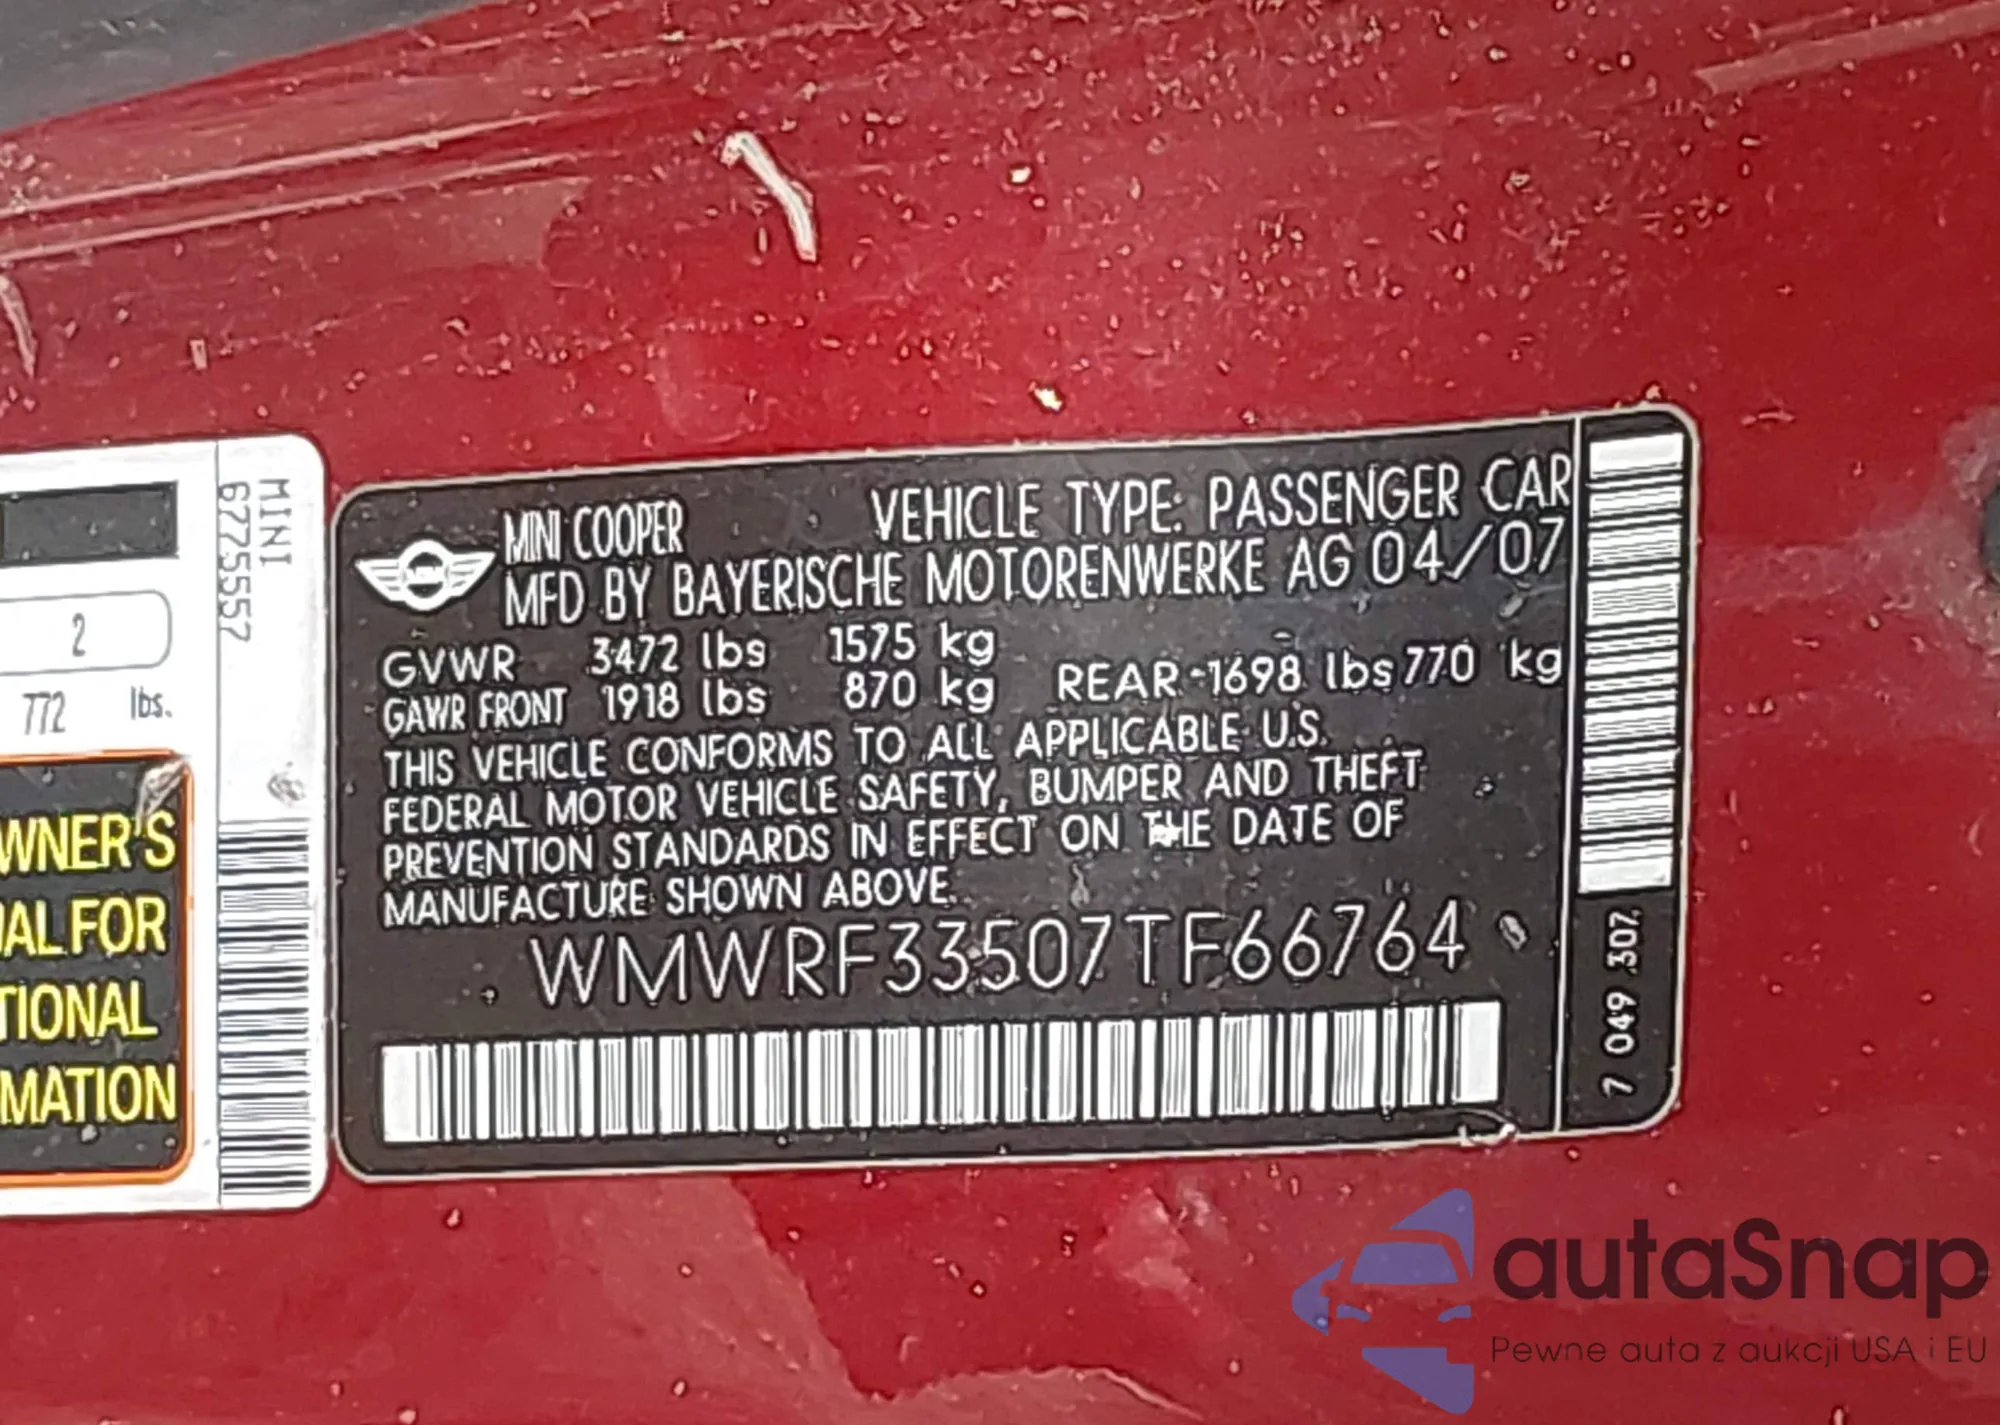 MINI
6775557
2
772 lbs.
WNER'S
AL FOR
TIONAL
MATION
MINI COOPER VEHICLE TYPE: PASSENGER CAR
MFD BY BAYERISCHE MOTORENWERKE AG 04/07
GVWR 3472 lbs 1575 kg
GAWR FRONT 1918 lbs 870 kg REAR 1698 lbs 770 kg
THIS VEHICLE CONFORMS TO ALL APPLICABLE U.S.
FEDERAL MOTOR VEHICLE SAFETY, BUMPER AND THEFT
PREVENTION STANDARDS IN EFFECT ON THE DATE OF
MANUFACTURE SHOWN ABOVE.
WMWRF33507TF66764
7 049 307
autaSnap
Pewne auta z aukcji USA i EU